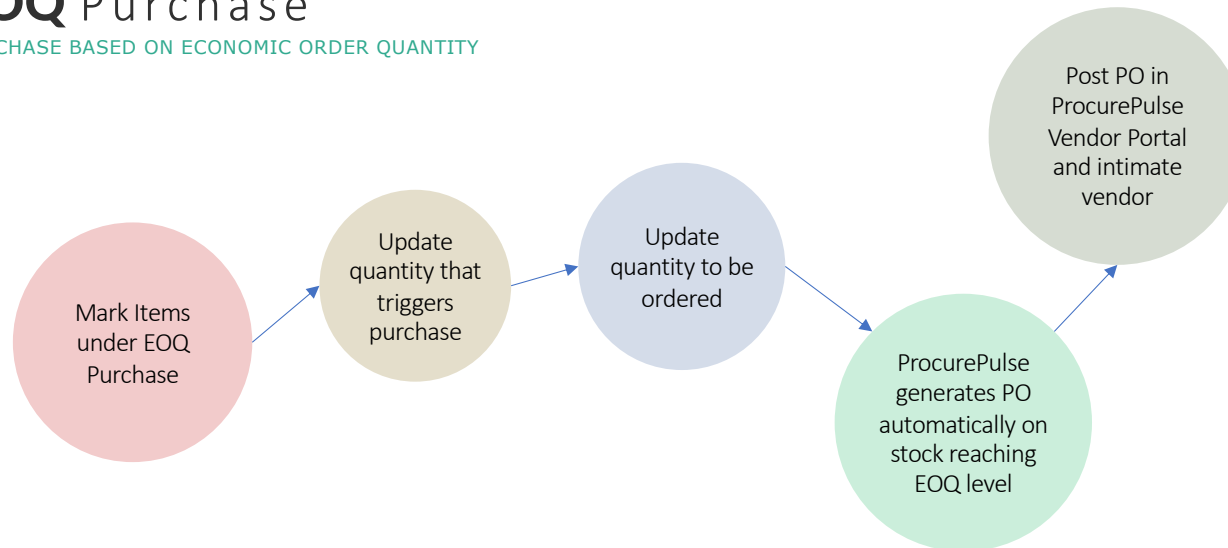 OQ Purchase
CHASE BASED ON ECONOMIC ORDER QUANTITY
Mark Items
under EOQ
Purchase
Update
quantity that
triggers
purchase
Update
quantity to be
ordered
ProcurePulse
generates PO
automatically on
stock reaching
EOQ level
Post PO in
ProcurePulse
Vendor Portal
and intimate
vendor